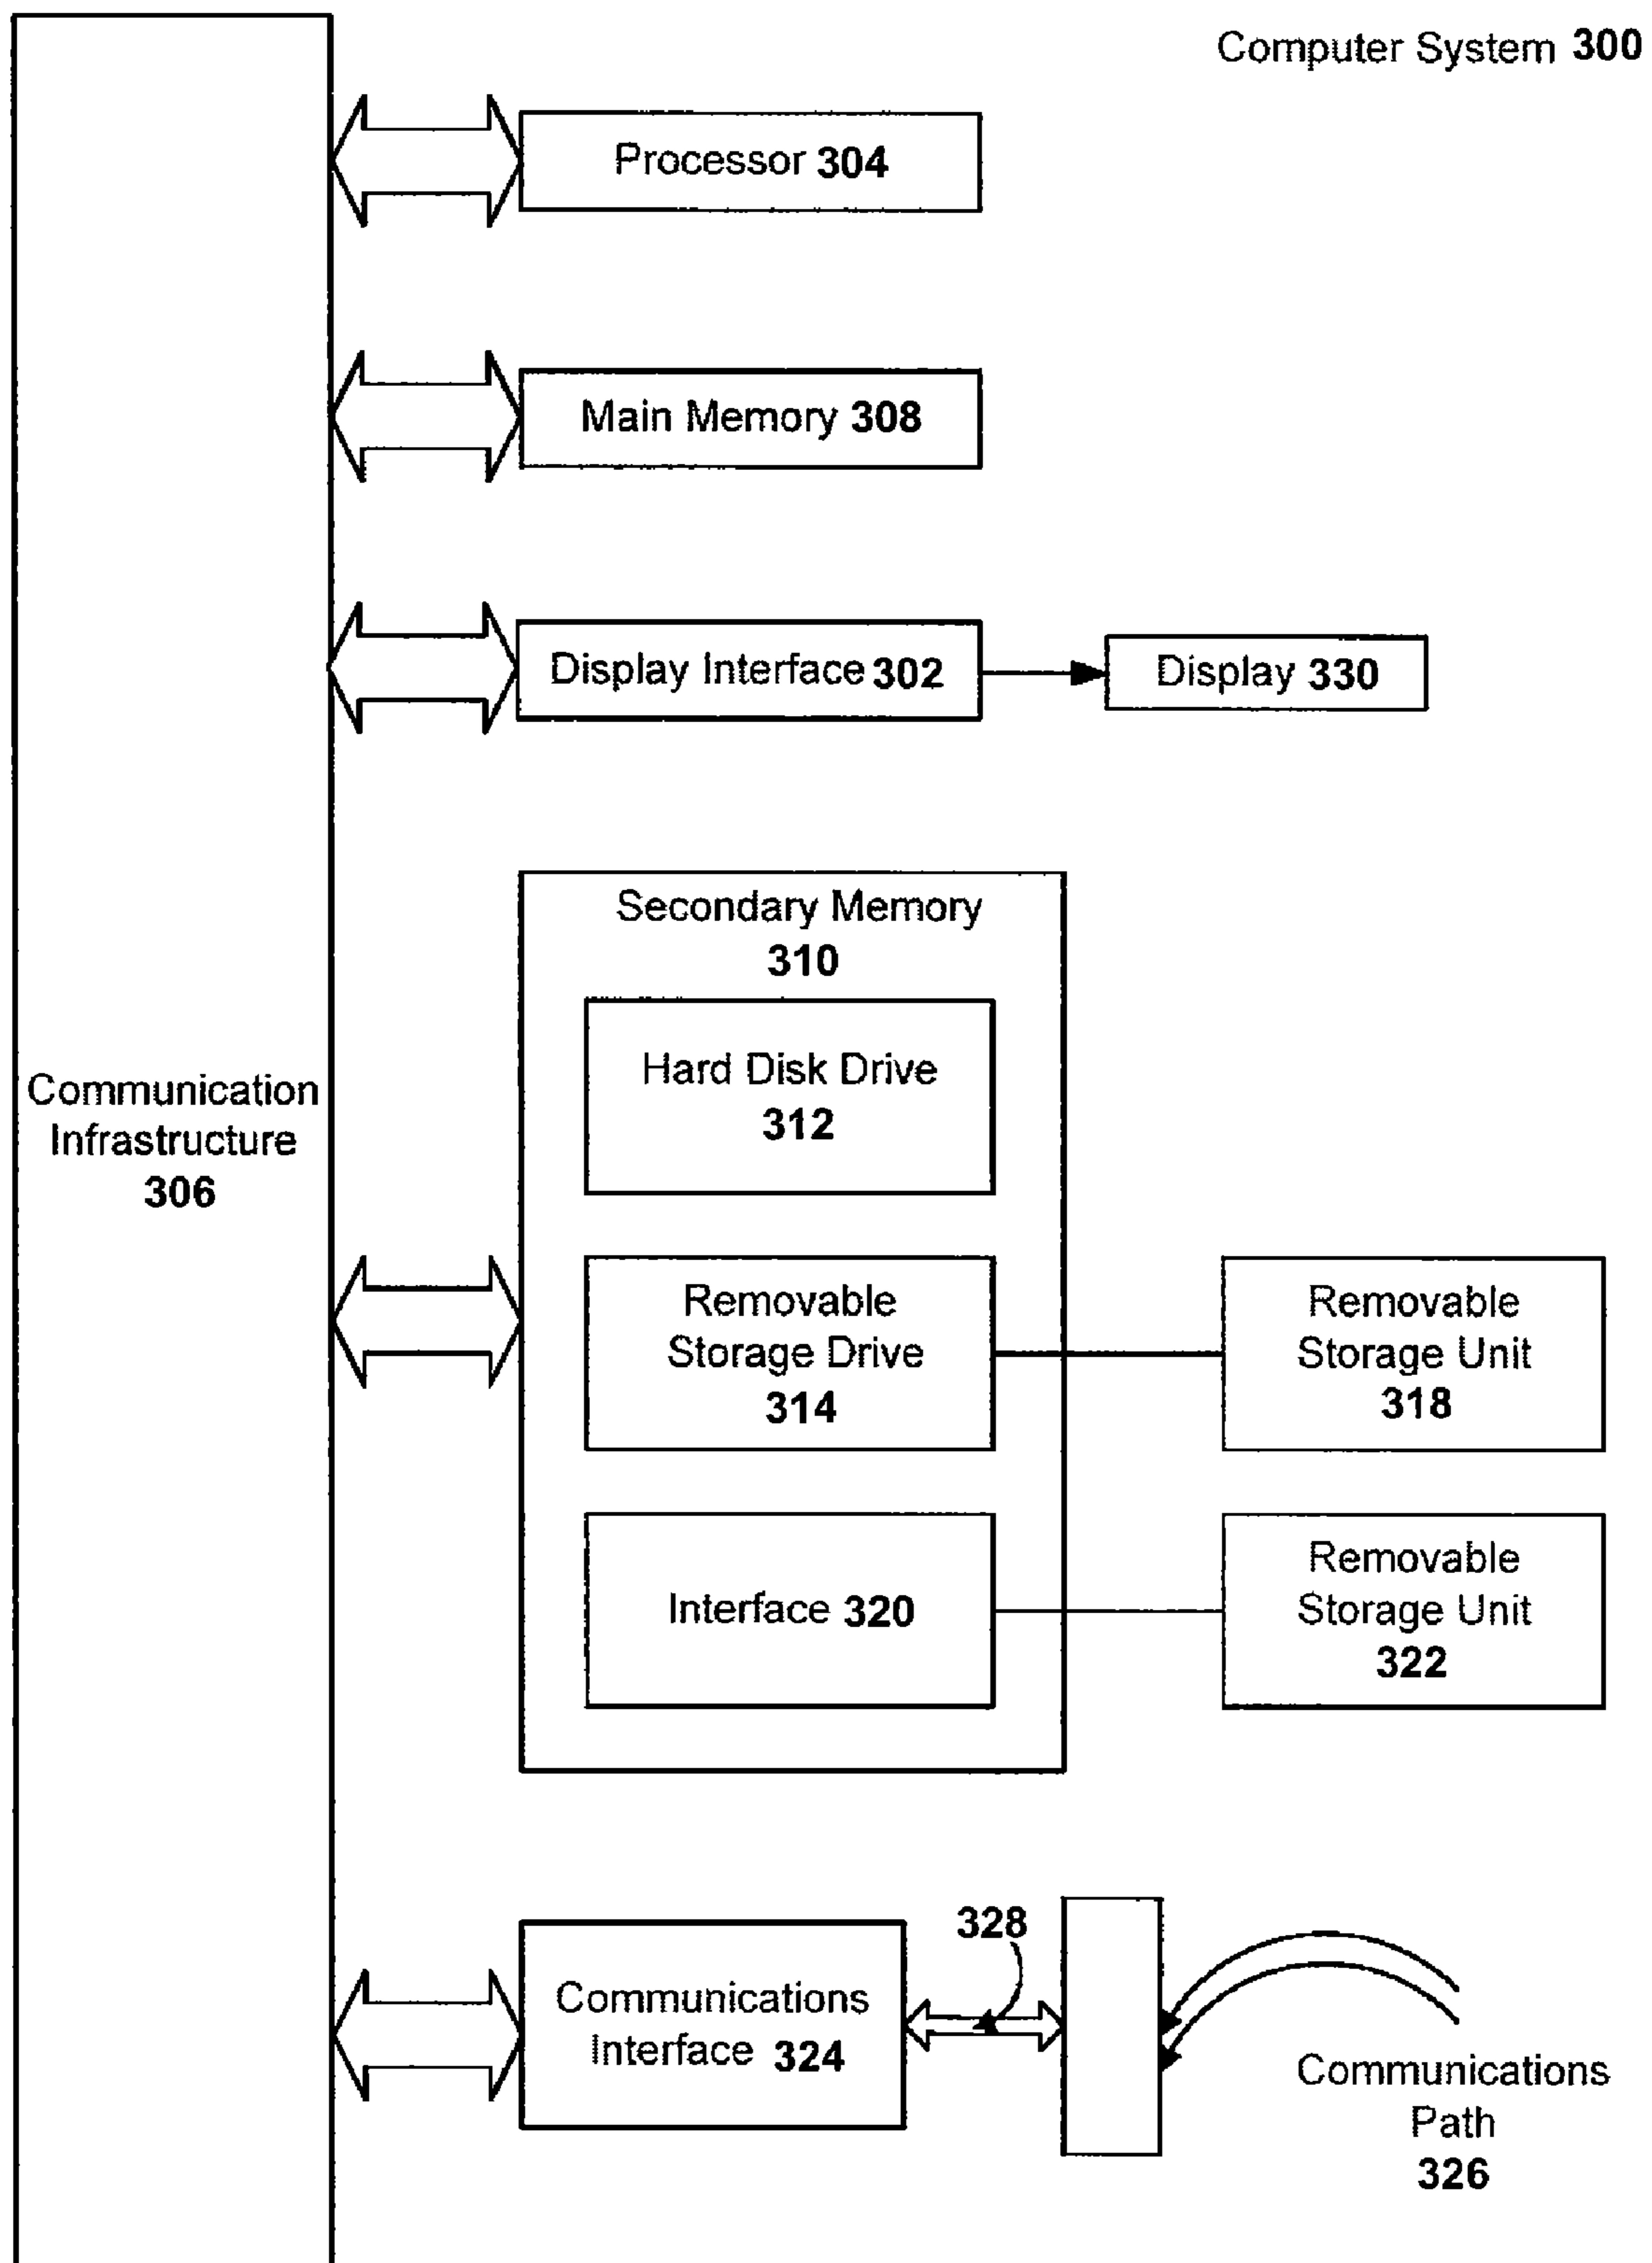 Computer System 300
Processor 304
Main Memory 308
Display Interface 302
Display 330
Secondary Memory
310
Hard Disk Drive
312
Communication
Infrastructure
306
Removable
Storage Drive
314
Removable
Storage Unit
318
Interface 320
Removable
Storage Unit
322
328
Communications
Interface 324
Communications
Path
326